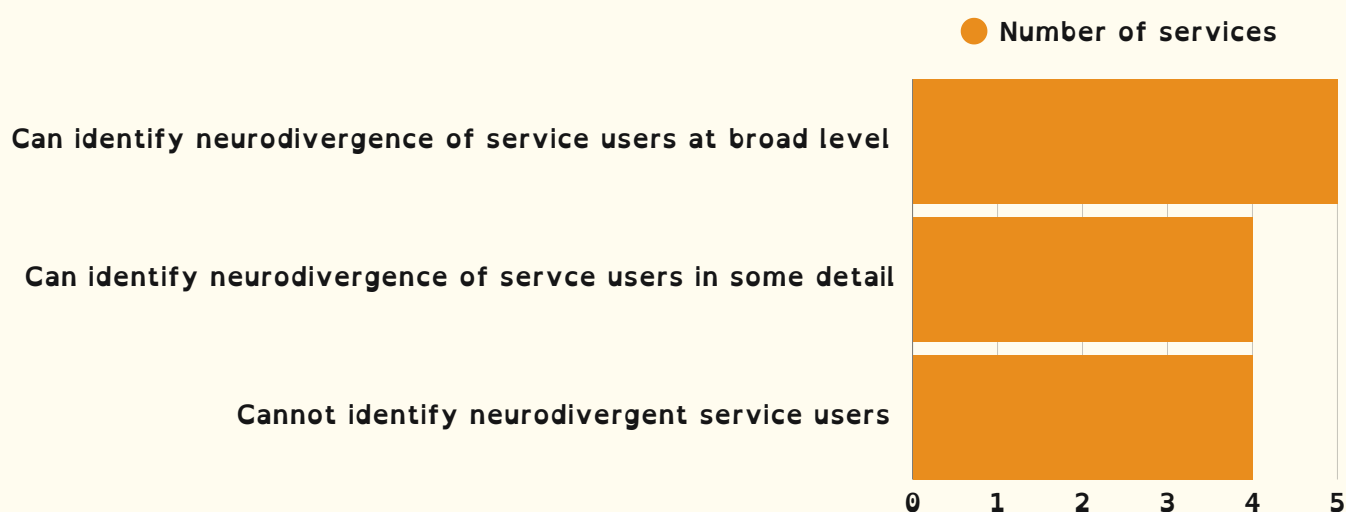 Number of services
Can identify neurodivergence of service users at broad level
Can identify neurodivergence of servce users in some detail
Cannot identify neurodivergent service users
0 1 2 3 4 5